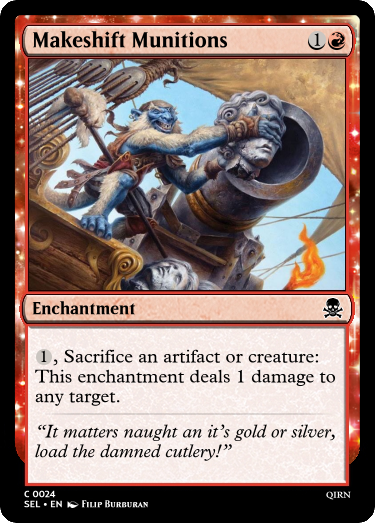 Makeshift Munitions 1
Enchantment
1, Sacrifice an artifact or creature:
This enchantment deals 1 damage to
any target.
“It matters naught an it's gold or silver,
load the damned cutlery!”
C 0024
QIRN
SEL • EN Filip Burburan